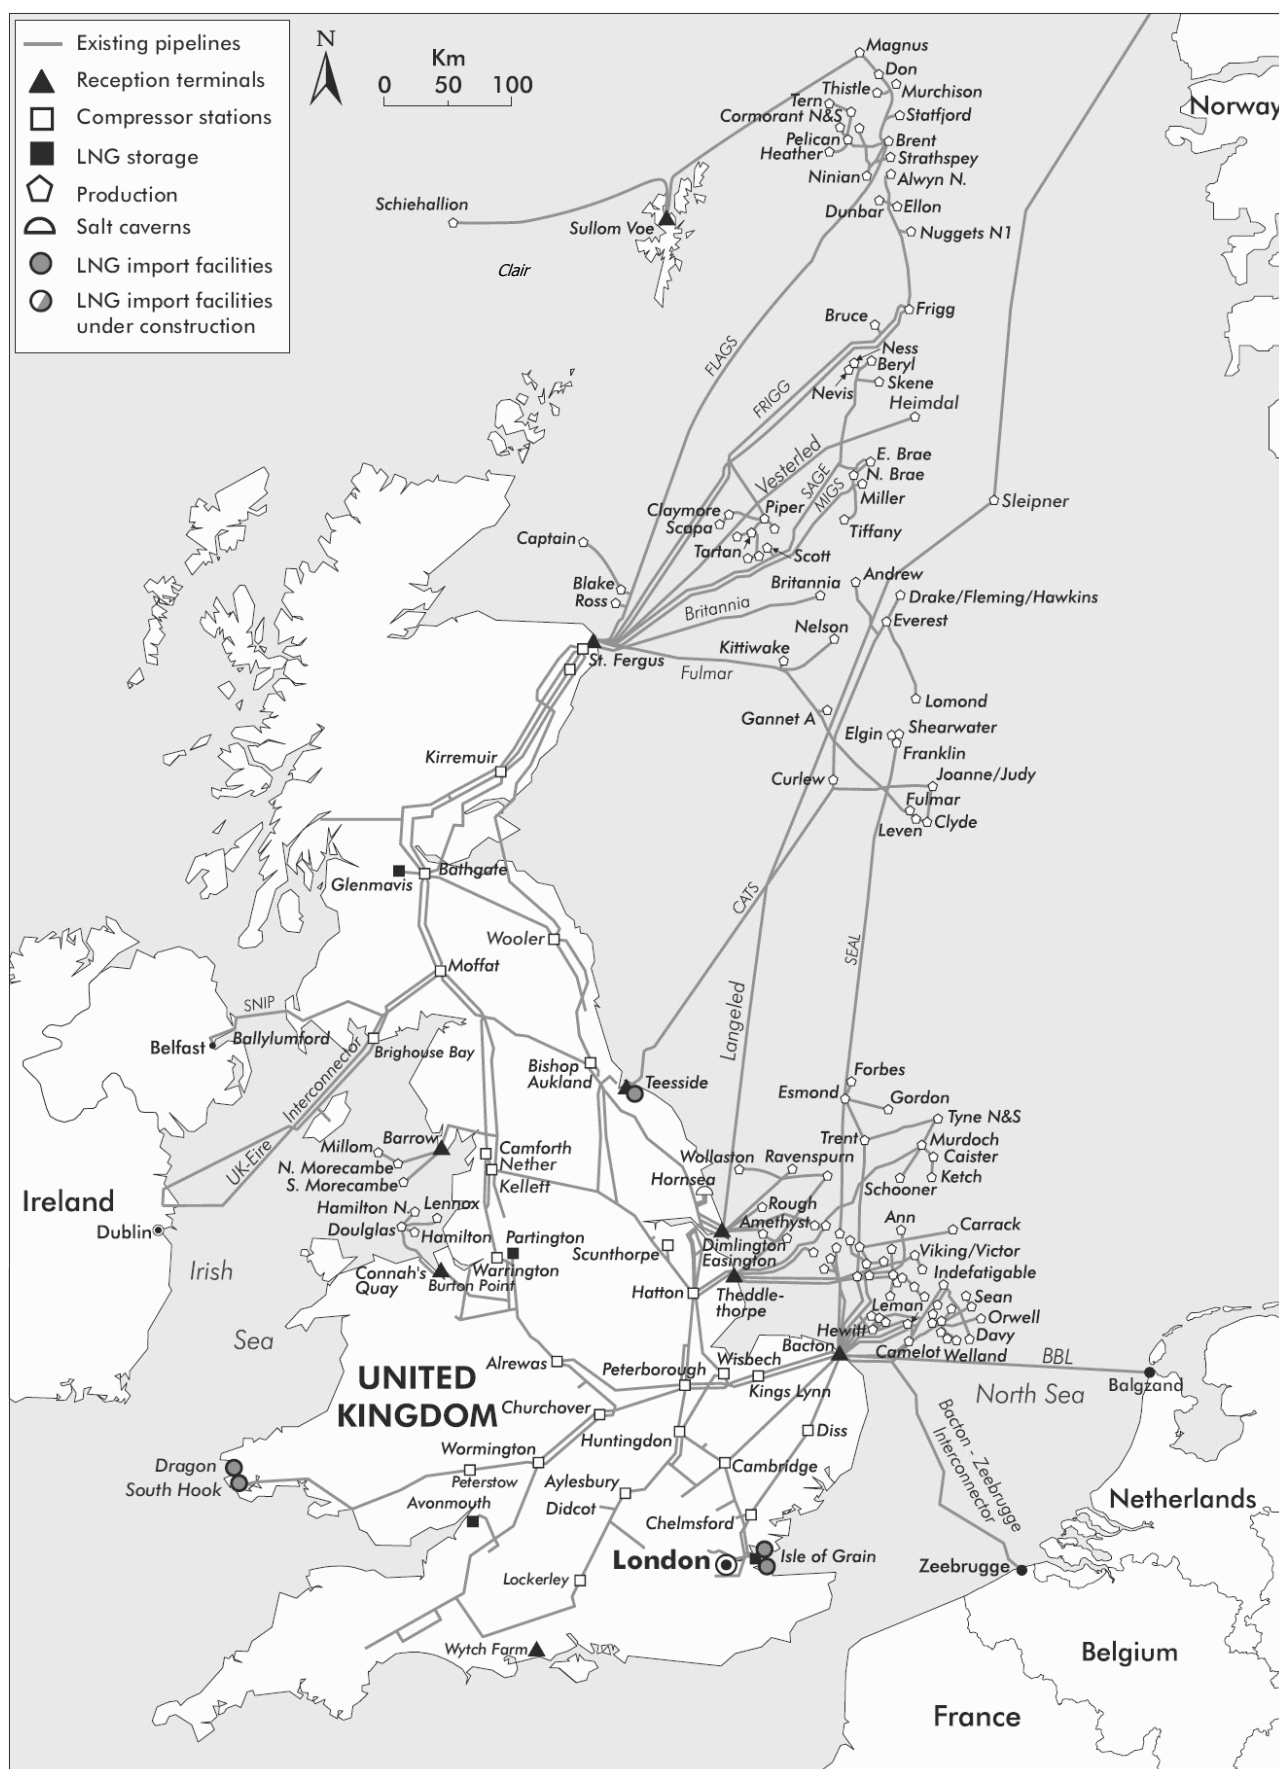 Existing pipelines
Reception terminals
Compressor stations
LNG storage
Production
Salt caverns
LNG import facilities
LNG import facilities
under construction
N
Km
0 50 100
Magnus
Don
Thistle
Murchison
Tern
Cormorant N&S
Statfjord
Pelican
Brent
Heather
Strathspey
Ninian
Alwyn N.
Dunbar
Ellon
Nuggets N1
Norway
Schiehallion
Sullom Voe
Clair
Bruce
Frigg
FLAGS
Ness
Beryl
Nevis
Skene
FRIGG
Heimdal
Vesterled
SAGE
MIGS
E. Brae
N. Brae
Miller
Tiffany
Claymore
Piper
Scapa
Tartan
Scott
Sleipner
Captain
Blake
Ross
Britannia
Britannia
Andrew
Drake/Fleming/Hawkins
Everest
Nelson
Kittiwake
St. Fergus
Fulmar
Lomond
Gannet A
Elgin
Shearwater
Franklin
Kirremuir
Curlew
Joanne/Judy
Fulmar
Leven
Clyde
Bathgate
Glenmavis
CATS
Wooler
SEAL
Moffat
Langeled
SNIP
Belfast
Ballylumford
Brighouse Bay
Interconnector
UK-Eire
Bishop
Aukland
Teesside
Forbes
Esmond
Gordon
Tyne N&S
Trent
Murdoch
Caister
Ketch
Schooner
Millom
Barrow
N. Morecambe
S. Morecambe
Camforth
Nether
Kellett
Wollaston
Ravenspurn
Hornsea
Ireland
Dublin
Hamilton N.
Lennox
Doulglas
Hamilton
Partington
Scunthorpe
Rough
Amethyst
Dimlington
Easington
Ann
Carrack
Viking/Victor
Indefatigable
Irish
Sea
Connah's
Quay
Warrington
Burton Point
Hatton
Theddle-
thorpe
Leman
Sean
Orwell
Hewitt
Davy
Bacton
Camelot
Welland
BBL
Balgzand
North Sea
Alrewas
Peterborough
Wisbech
Kings Lynn
UNITED
KINGDOM
Churchover
Huntingdon
Diss
Bacton - Zeebrugge
Interconnector
Dragon
South Hook
Wormington
Peterstow
Aylesbury
Cambridge
Avonmouth
Didcot
Chelmsford
Netherlands
London
Isle of Grain
Zeebrugge
Lockerley
Wytch Farm
Belgium
France